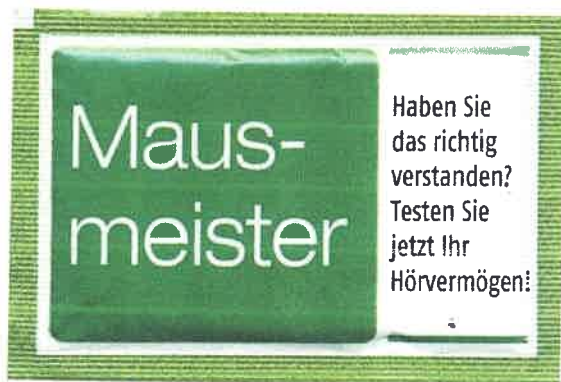 Maus-
meister
Haben Sie
das richtig
verstanden?
Testen Sie
jetzt Ihr
Hörvermögen!